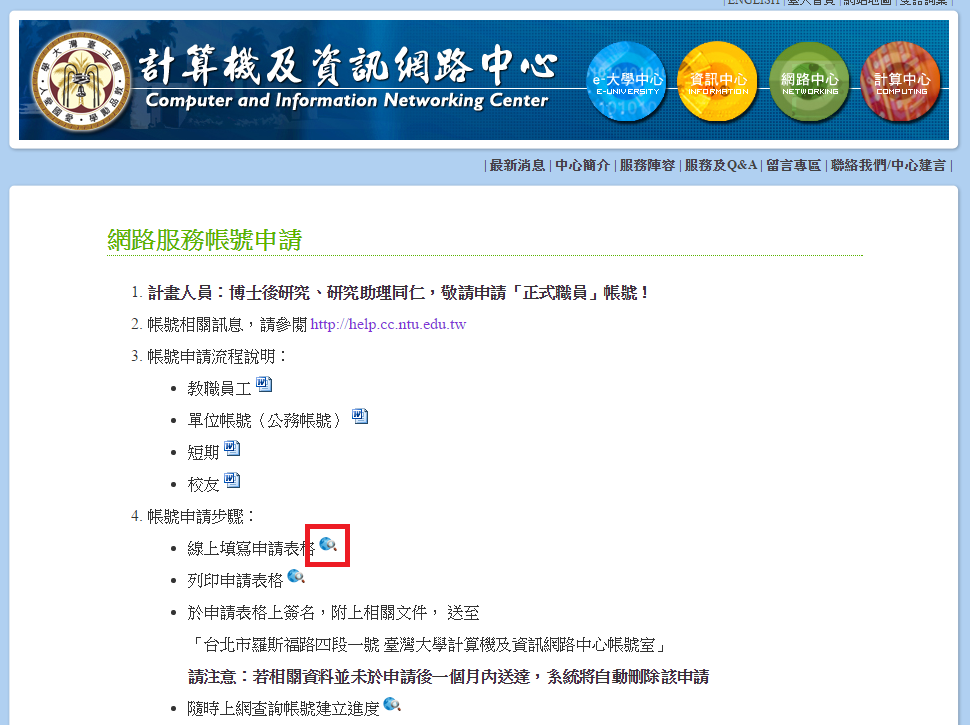 | ENGLISH | 臺大首頁 | 網站地圖 | 雙語詞彙 |
國立臺灣大學
計算機及資訊網路中心
Computer and Information Networking Center
e-大學中心
E-UNIVERSITY
資訊中心
INFORMATION
網路中心
NETWORKING
計算中心
COMPUTING
| 最新消息 | 中心簡介 | 服務陣容 | 服務及Q&A | 留言專區 | 聯絡我們/中心建言 |
網路服務帳號申請
1. 計畫人員：博士後研究、研究助理同仁，敬請申請「正式職員」帳號！
2. 帳號相關訊息，請參閱 http://help.cc.ntu.edu.tw
3. 帳號申請流程說明：
• 教職員工
• 單位帳號（公務帳號）
• 短期
• 校友
4. 帳號申請步驟：
• 線上填寫申請表格
• 列印申請表格
• 於申請表格上簽名，附上相關文件， 送至
「台北市羅斯福路四段一號 臺灣大學計算機及資訊網路中心帳號室」
請注意：若相關資料並未於申請後一個月內送達，系統將自動刪除該申請
• 隨時上網查詢帳號建立進度